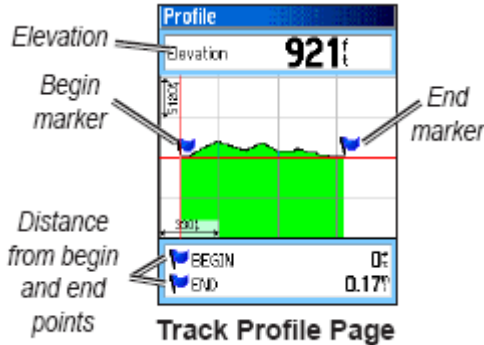 Profile
Elevation
Elevation 921 ft
Begin
marker
End
marker
Distance
from begin
and end
points
BEGIN 0
END 0.17
Track Profile Page